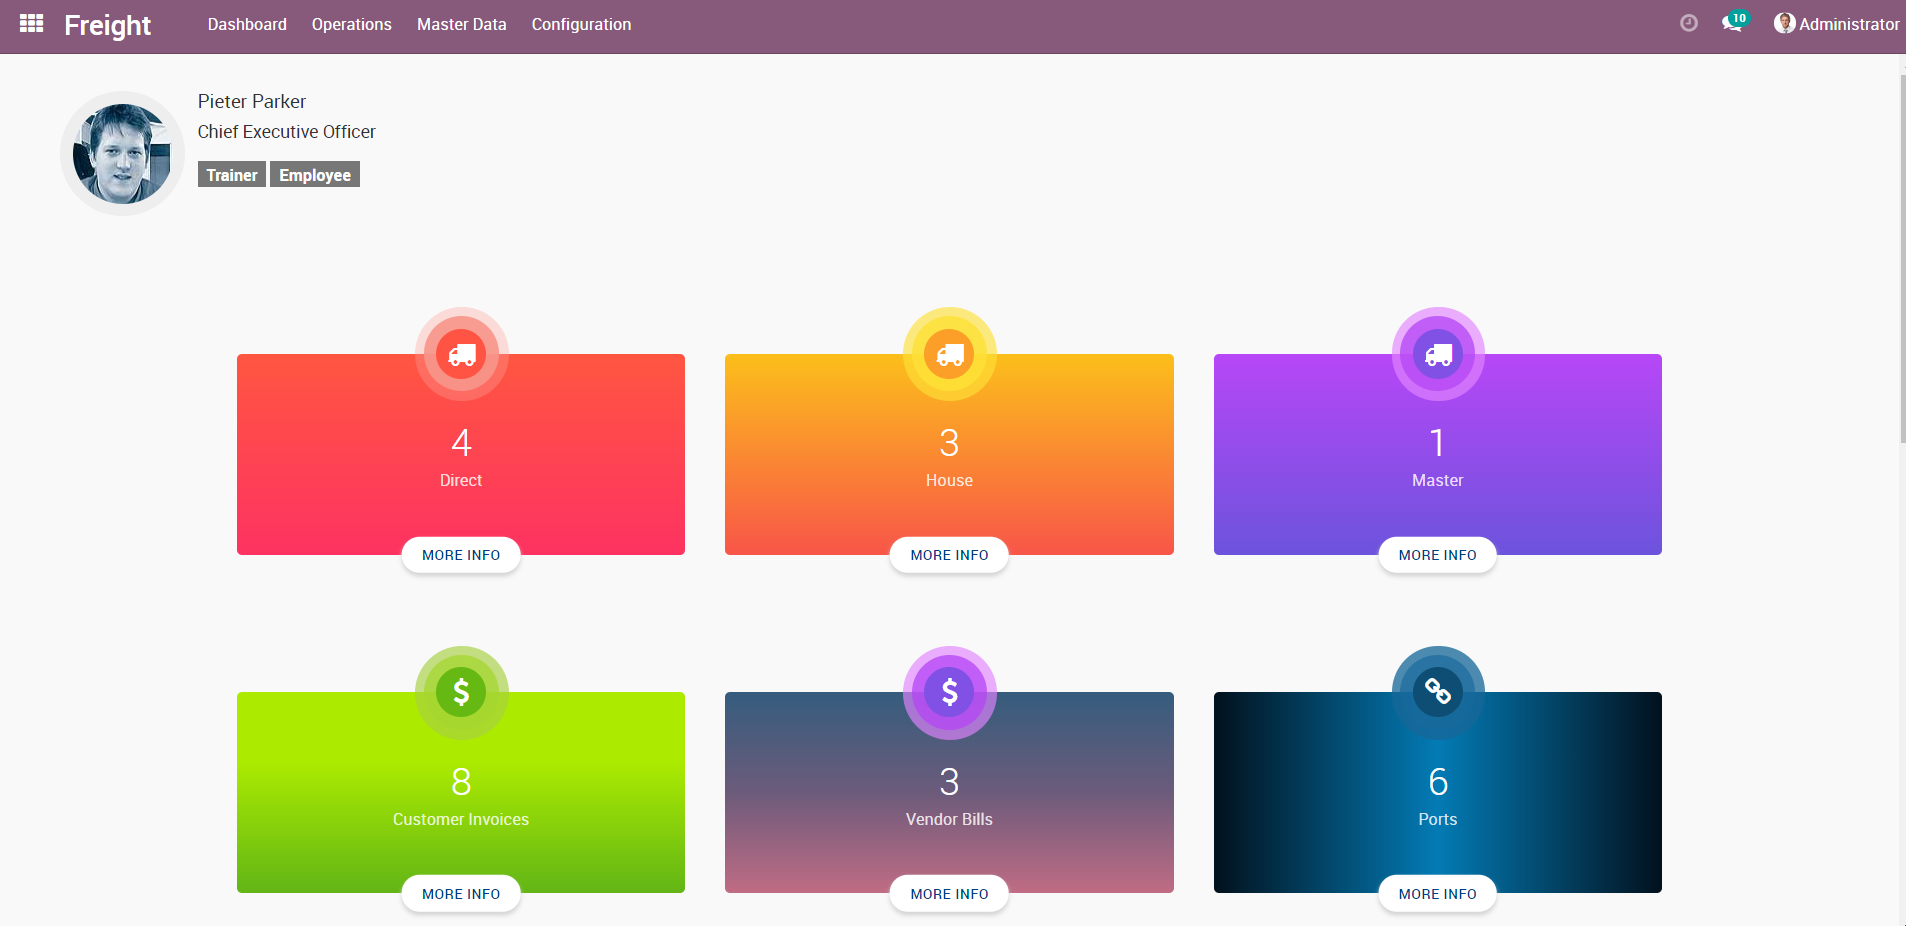 Freight Dashboard Operations Master Data Configuration 10 Administrator
Pieter Parker
Chief Executive Officer
Trainer Employee
4 3 1
Direct House Master
MORE INFO MORE INFO MORE INFO
$ $
8 3 6
Customer Invoices Vendor Bills Ports
MORE INFO MORE INFO MORE INFO